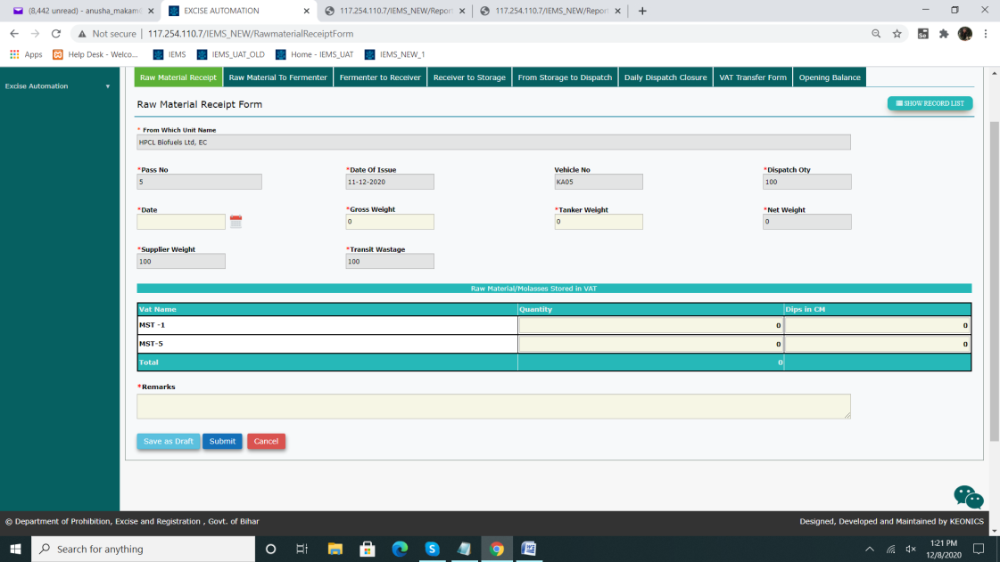 (8,442 unread) - anusha_makam
EXCISE AUTOMATION
117.254.110.7/IEMS_NEW/Report
117.254.110.7/IEMS_NEW/Report
Not secure | 117.254.110.7/IEMS_NEW/RawmaterialReceiptForm
Apps Help Desk - Welco... IEMS IEMS_UAT_OLD Home - IEMS_UAT IEMS_NEW_1
Excise Automation
Raw Material Receipt Raw Material To Fermenter Fermenter to Receiver Receiver to Storage From Storage to Dispatch Daily Dispatch Closure VAT Transfer Form Opening Balance
Raw Material Receipt Form
SHOW RECORD LIST
* From Which Unit Name
HPCL Biofuels Ltd, EC
*Pass No *Date Of Issue Vehicle No *Dispatch Qty
5 11-12-2020 KA05 100
*Date *Gross Weight *Tanker Weight *Net Weight
0 0 0
*Supplier Weight *Transit Wastage
100 100
Raw Material/Molasses Stored in VAT
Vat Name Quantity Dips in CM
MST -1 0 0
MST-5 0 0
Total 0
*Remarks
Save as Draft Submit Cancel
© Department of Prohibition, Excise and Registration , Govt. of Bihar Designed, Developed and Maintained by KEONICS
Search for anything
1:21 PM
12/8/2020